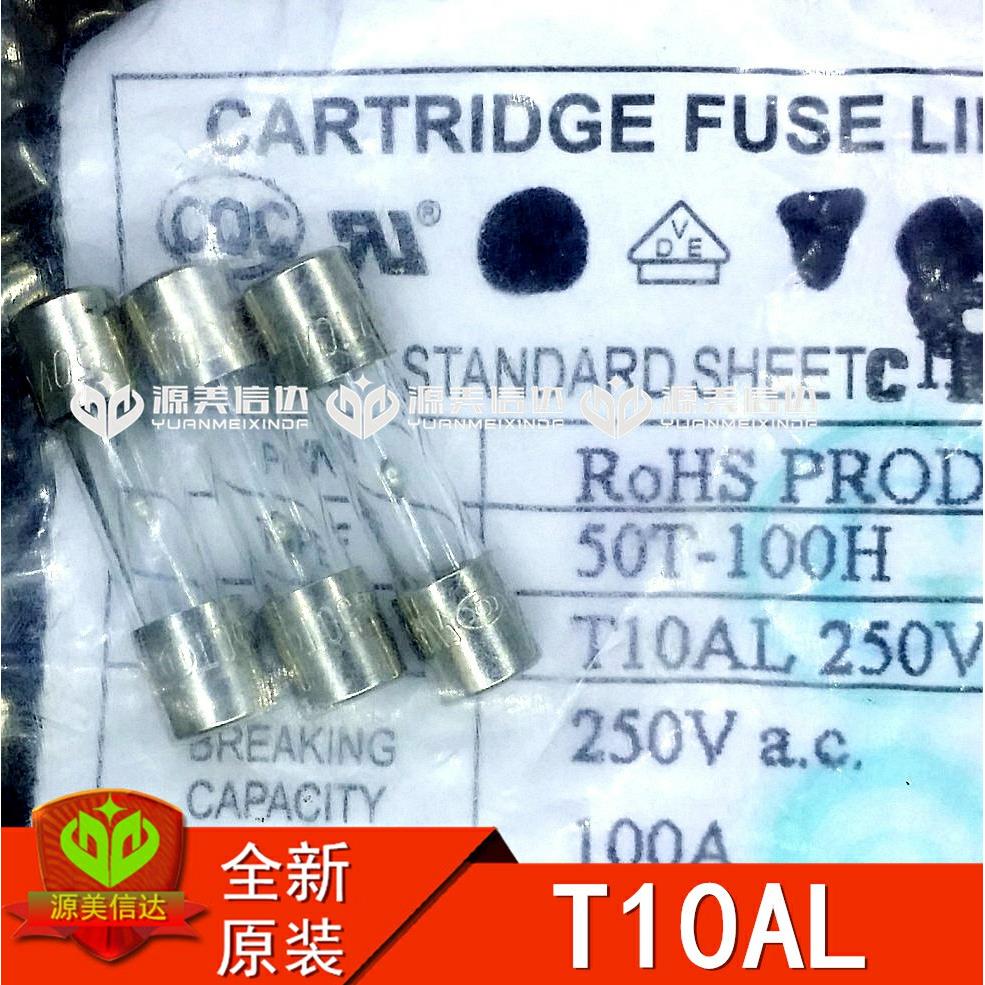 CARTRIDGE FUSE LI
CQC
®
V
D E
STANDARD SHEET
源美信达 源美信达 源美信达
YUANMEIXINDA YUANMEIXINDA YUANMEIXINDA
RoHS PROD
50T-100H
T10AL 250V
250V a.c.
BREAKING
CAPACITY
100A
全新
原装
源美信达
T10AL